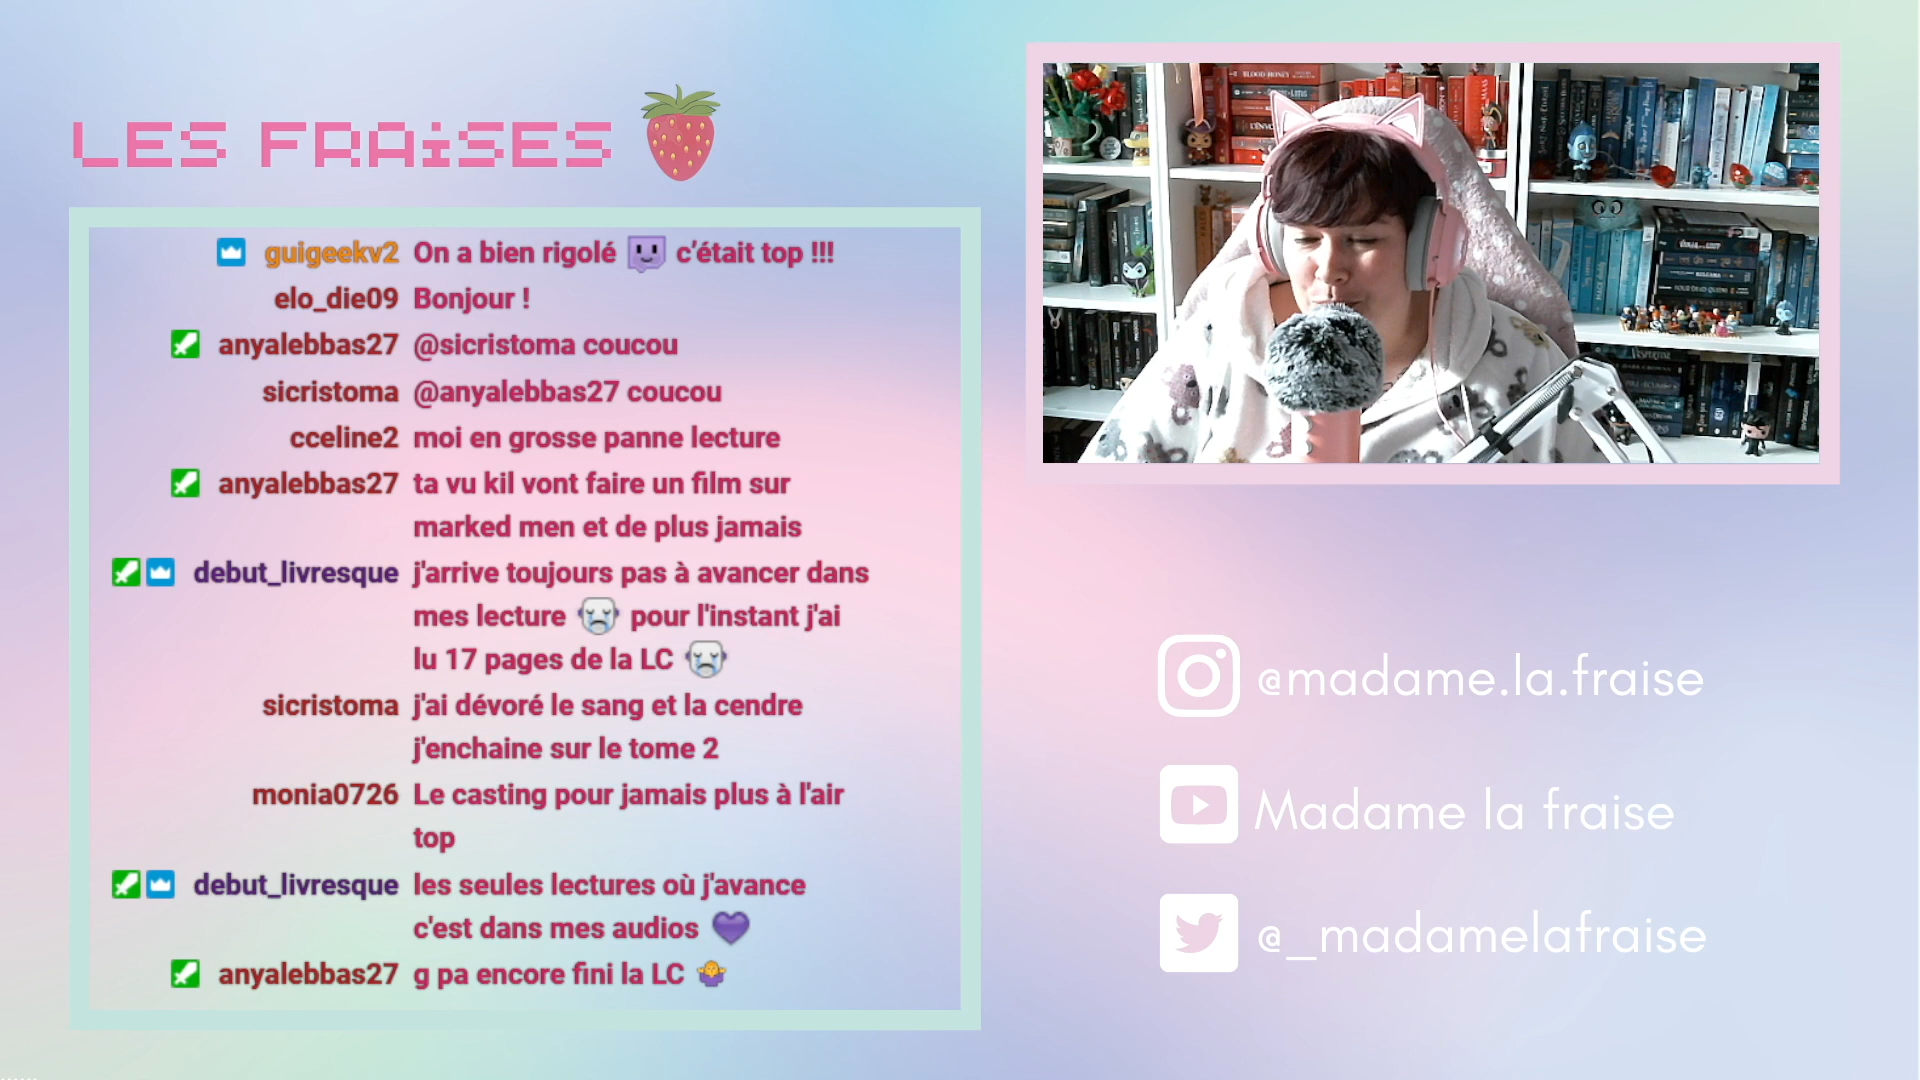 LES FRAISES
guigeekv2 On a bien rigolé c'était top !!!
elo_die09 Bonjour !
anyalebbas27 @sicristoma coucou
sicristoma @anyalebbas27 coucou
cceline2 moi en grosse panne lecture
anyalebbas27 ta vu kil vont faire un film sur
marked men et de plus jamais
debut_livresque j'arrive toujours pas à avancer dans
mes lecture pour l'instant j'ai
lu 17 pages de la LC
sicristoma j'ai dévoré le sang et la cendre
j'enchaine sur le tome 2
monia0726 Le casting pour jamais plus à l'air
top
debut_livresque les seules lectures où j'avance
c'est dans mes audios
anyalebbas27 g pa encore fini la LC
BLOOD HONEY
@madame.la.fraise
Madame la fraise
@_madamelafraise